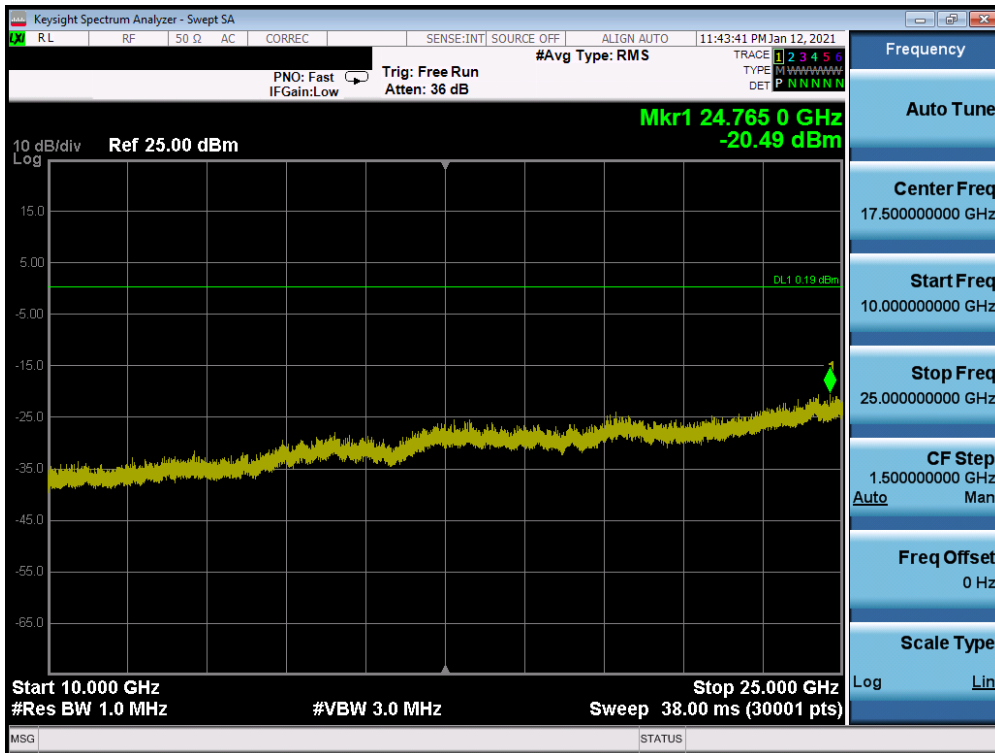 Keysight Spectrum Analyzer - Swept SA
LXI RL RF 50 Ω AC CORREC SENSE:INT SOURCE OFF ALIGN AUTO 11:43:41 PM Jan 12, 2021
#Avg Type: RMS
TRACE 1 2 3 4 5 6
PNO: Fast Trig: Free Run
TYPE M WWWWW
IFGain:Low Atten: 36 dB
DET P N N N N N
Mkr1 24.765 0 GHz
-20.49 dBm
10 dB/div Ref 25.00 dBm
Log
15.0
5.00
DL1 0.19 dBm
-5.00
-15.0
1
-25.0
-35.0
-45.0
-55.0
-65.0
Start 10.000 GHz Stop 25.000 GHz
#Res BW 1.0 MHz #VBW 3.0 MHz Sweep 38.00 ms (30001 pts)
MSG STATUS
Frequency
Auto Tune
Center Freq
17.500000000 GHz
Start Freq
10.000000000 GHz
Stop Freq
25.000000000 GHz
CF Step
1.500000000 GHz
Auto Man
Freq Offset
0 Hz
Scale Type
Log Lin